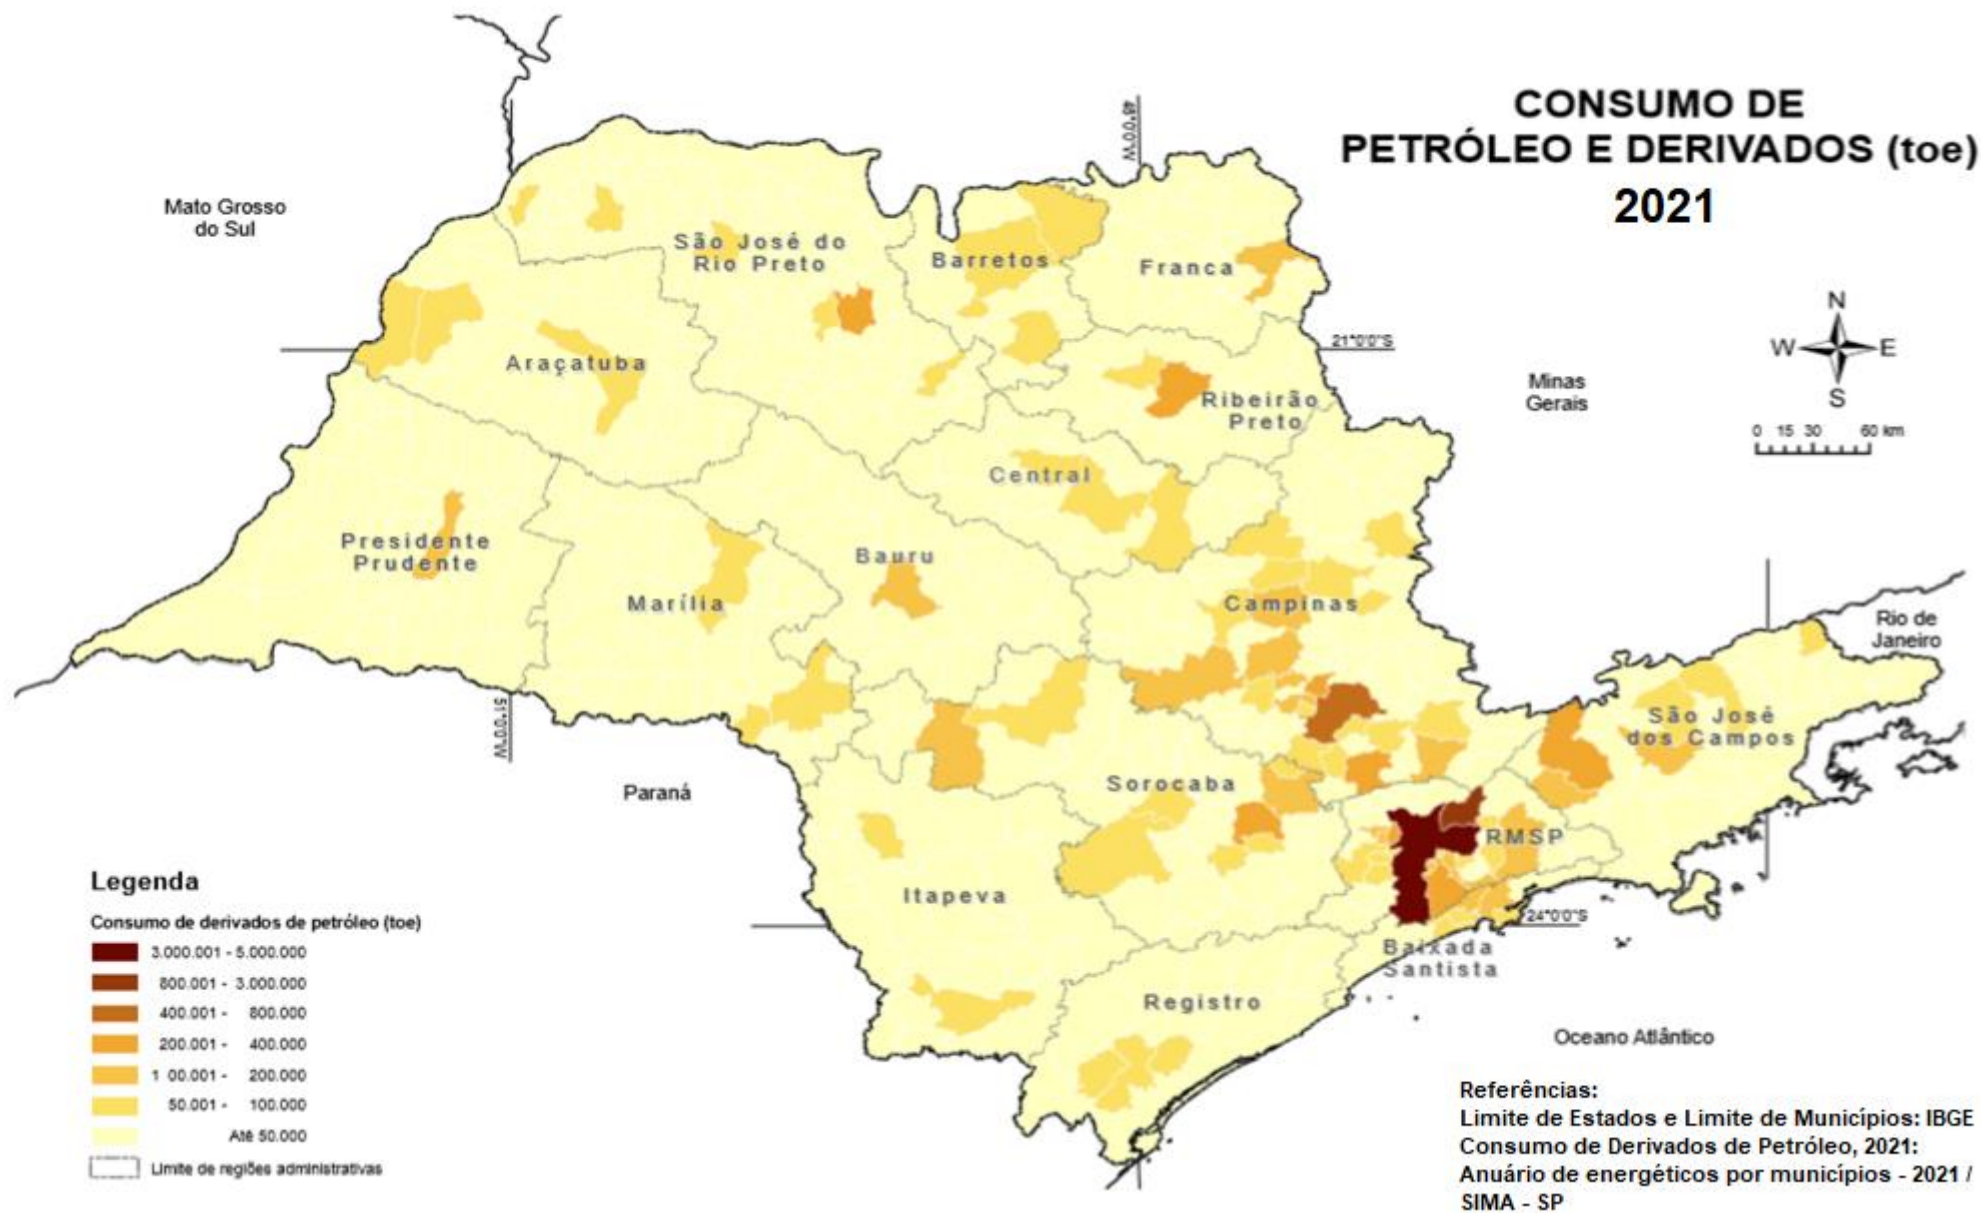 CONSUMO DE
PETRÓLEO E DERIVADOS (toe)
2021
48°0'0"W
Mato Grosso
do Sul
São José do
Rio Preto
Barretos
Franca
N
W
E
S
21°0'0"S
Minas
Gerais
0 15 30 60 km
Araçatuba
Ribeirão
Preto
Central
Presidente
Prudente
Bauru
Marília
Campinas
Rio de
Janeiro
51°0'0"W
São José
dos Campos
Paraná
Sorocaba
RMSP
Itapeva
24°0'0"S
Baixada
Santista
Registro
Oceano Atlântico
Legenda
Consumo de derivados de petróleo (toe)
3.000.001 - 5.000.000
800.001 - 3.000.000
400.001 - 800.000
200.001 - 400.000
1 00.001 - 200.000
50.001 - 100.000
Até 50.000
Limite de regiões administrativas
Referências:
Limite de Estados e Limite de Municípios: IBGE
Consumo de Derivados de Petróleo, 2021:
Anuário de energéticos por municípios - 2021 /
SIMA - SP